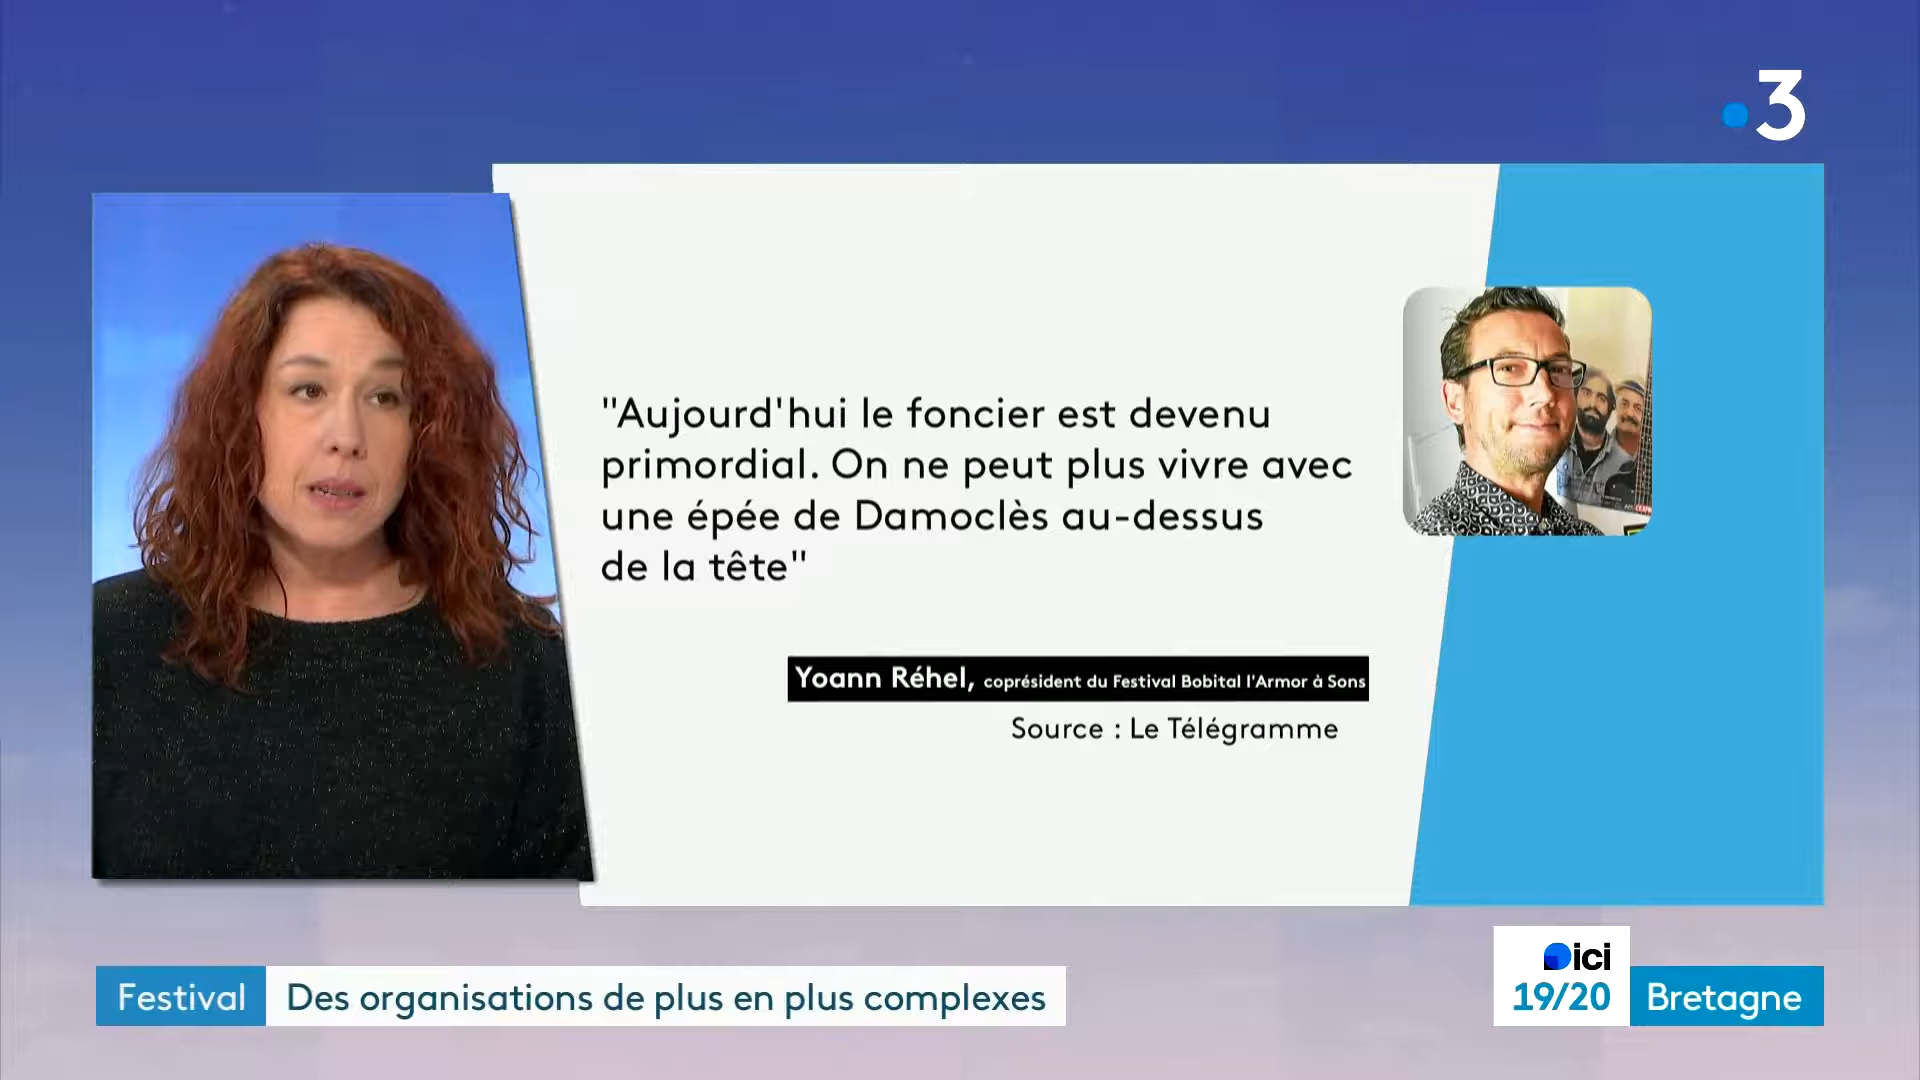 3
"Aujourd'hui le foncier est devenu
primordial. On ne peut plus vivre avec
une épée de Damoclès au-dessus
de la tête"
Yoann Réhel, coprésident du Festival Bobital l'Armor à Sons
Source : Le Télégramme
Festival
Des organisations de plus en plus complexes
ici
19/20
Bretagne